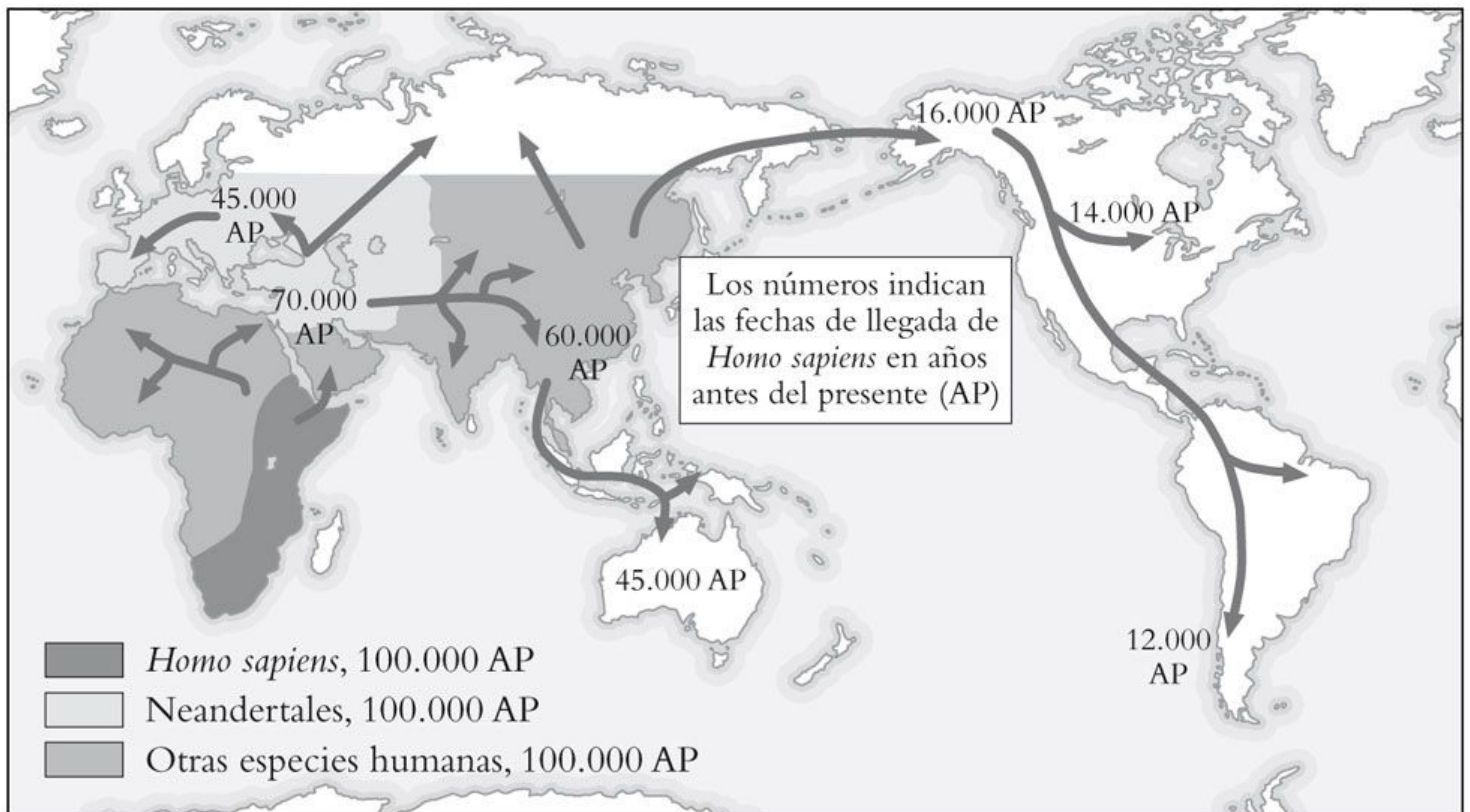 16.000 AP
45.000
AP
14.000 AP
70.000
AP
60.000
AP
Los números indican
las fechas de llegada de
Homo sapiens en años
antes del presente (AP)
45.000 AP
12.000
AP
Homo sapiens, 100.000 AP
Neandertales, 100.000 AP
Otras especies humanas, 100.000 AP